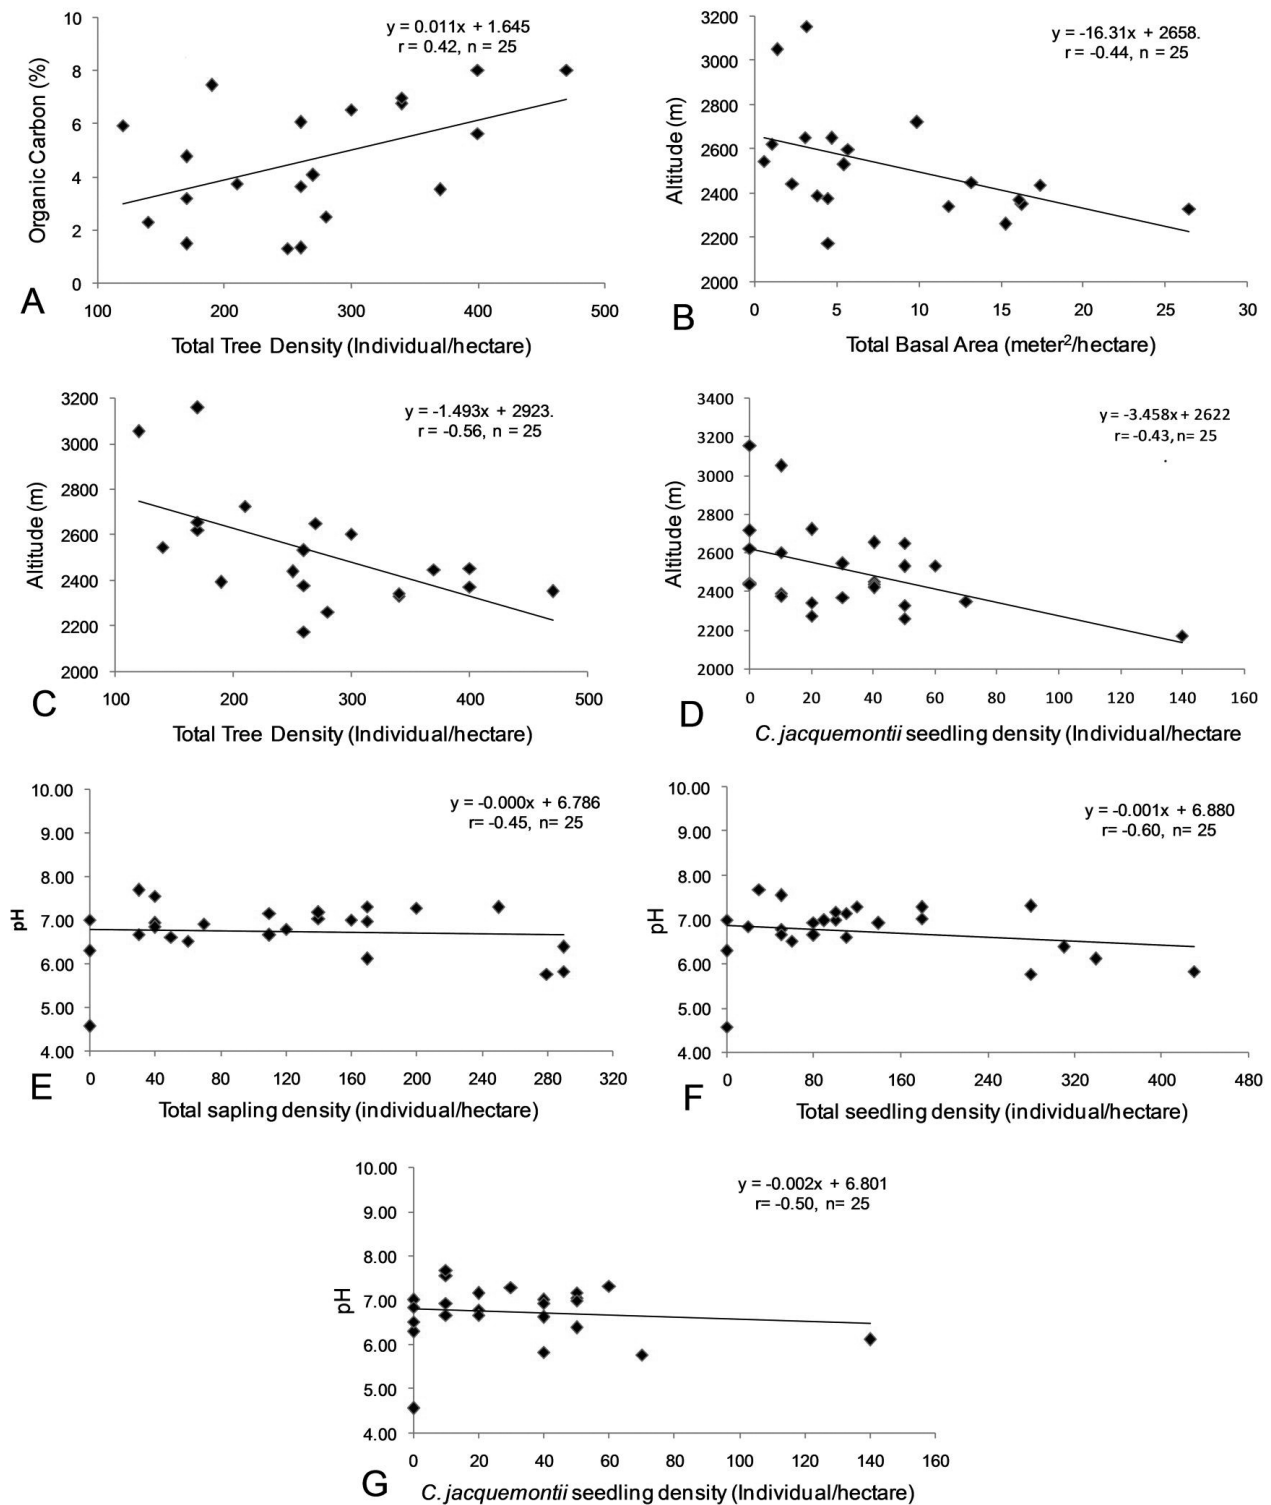 10
8
6
4
2
0
Organic Carbon (%)
y = 0.011x + 1.645
r = 0.42, n = 25
100 200 300 400 500
A
Total Tree Density (Individual/hectare)
3200
3000
2800
2600
2400
2200
2000
Altitude (m)
y = -16.31x + 2658.
r = -0.44, n = 25
0 5 10 15 20 25 30
B
Total Basal Area (meter²/hectare)
3200
3000
2800
2600
2400
2200
2000
Altitude (m)
y = -1.493x + 2923.
r = -0.56, n = 25
100 200 300 400 500
C
Total Tree Density (Individual/hectare)
3400
3200
3000
2800
2600
2400
2200
2000
Altitude (m)
y = -3.458x + 2622
r= -0.43, n= 25
0 20 40 60 80 100 120 140 160
D
C. jacquemontii seedling density (Individual/hectare
10.00
9.00
8.00
7.00
6.00
5.00
4.00
pH
y = -0.000x + 6.786
r= -0.45, n= 25
0 40 80 120 160 200 240 280 320
E
Total sapling density (individual/hectare)
10.00
9.00
8.00
7.00
6.00
5.00
4.00
pH
y = -0.001x + 6.880
r= -0.60, n= 25
0 80 160 240 320 400 480
F
Total seedling density (individual/hectare)
10.00
9.00
8.00
7.00
6.00
5.00
4.00
pH
y = -0.002x + 6.801
r= -0.50, n= 25
0 20 40 60 80 100 120 140 160
G
C. jacquemontii seedling density (Individual/hectare)